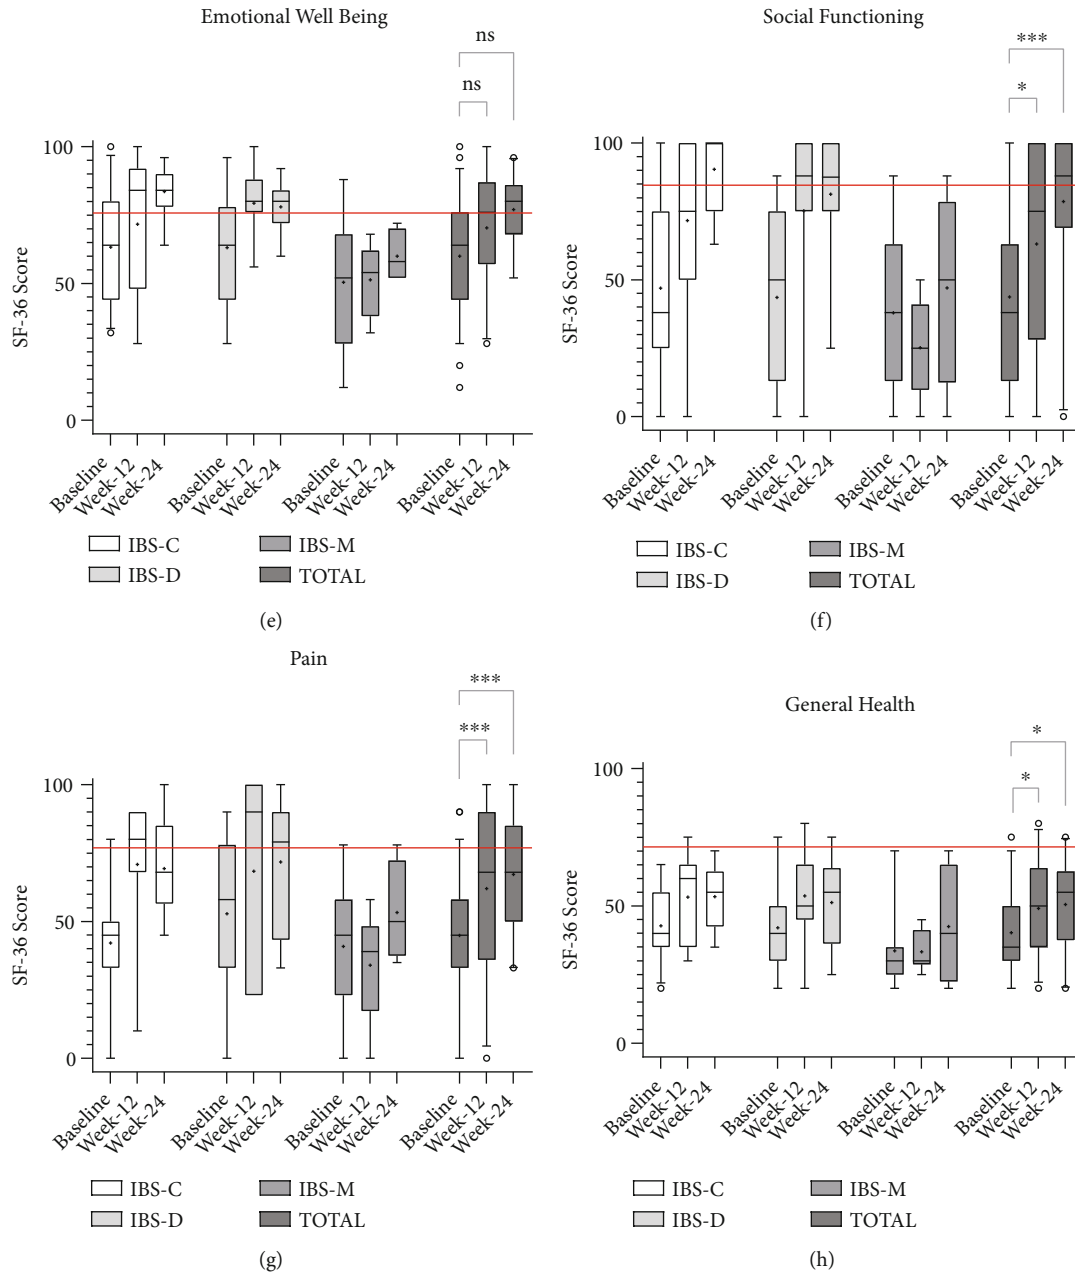 Emotional Well Being
ns
ns
100
50
0
SF-36 Score
Baseline
Week-12
Week-24
Baseline
Week-12
Week-24
Baseline
Week-12
Week-24
Baseline
Week-12
Week-24
IBS-C
IBS-M
IBS-D
TOTAL
(e)
Social Functioning
***
*
100
50
0
SF-36 Score
Baseline
Week-12
Week-24
Baseline
Week-12
Week-24
Baseline
Week-12
Week-24
Baseline
Week-12
Week-24
IBS-C
IBS-M
IBS-D
TOTAL
(f)
Pain
***
***
100
50
0
SF-36 Score
Baseline
Week-12
Week-24
Baseline
Week-12
Week-24
Baseline
Week-12
Week-24
Baseline
Week-12
Week-24
IBS-C
IBS-M
IBS-D
TOTAL
(g)
General Health
*
*
100
50
0
SF-36 Score
Baseline
Week-12
Week-24
Baseline
Week-12
Week-24
Baseline
Week-12
Week-24
Baseline
Week-12
Week-24
IBS-C
IBS-M
IBS-D
TOTAL
(h)